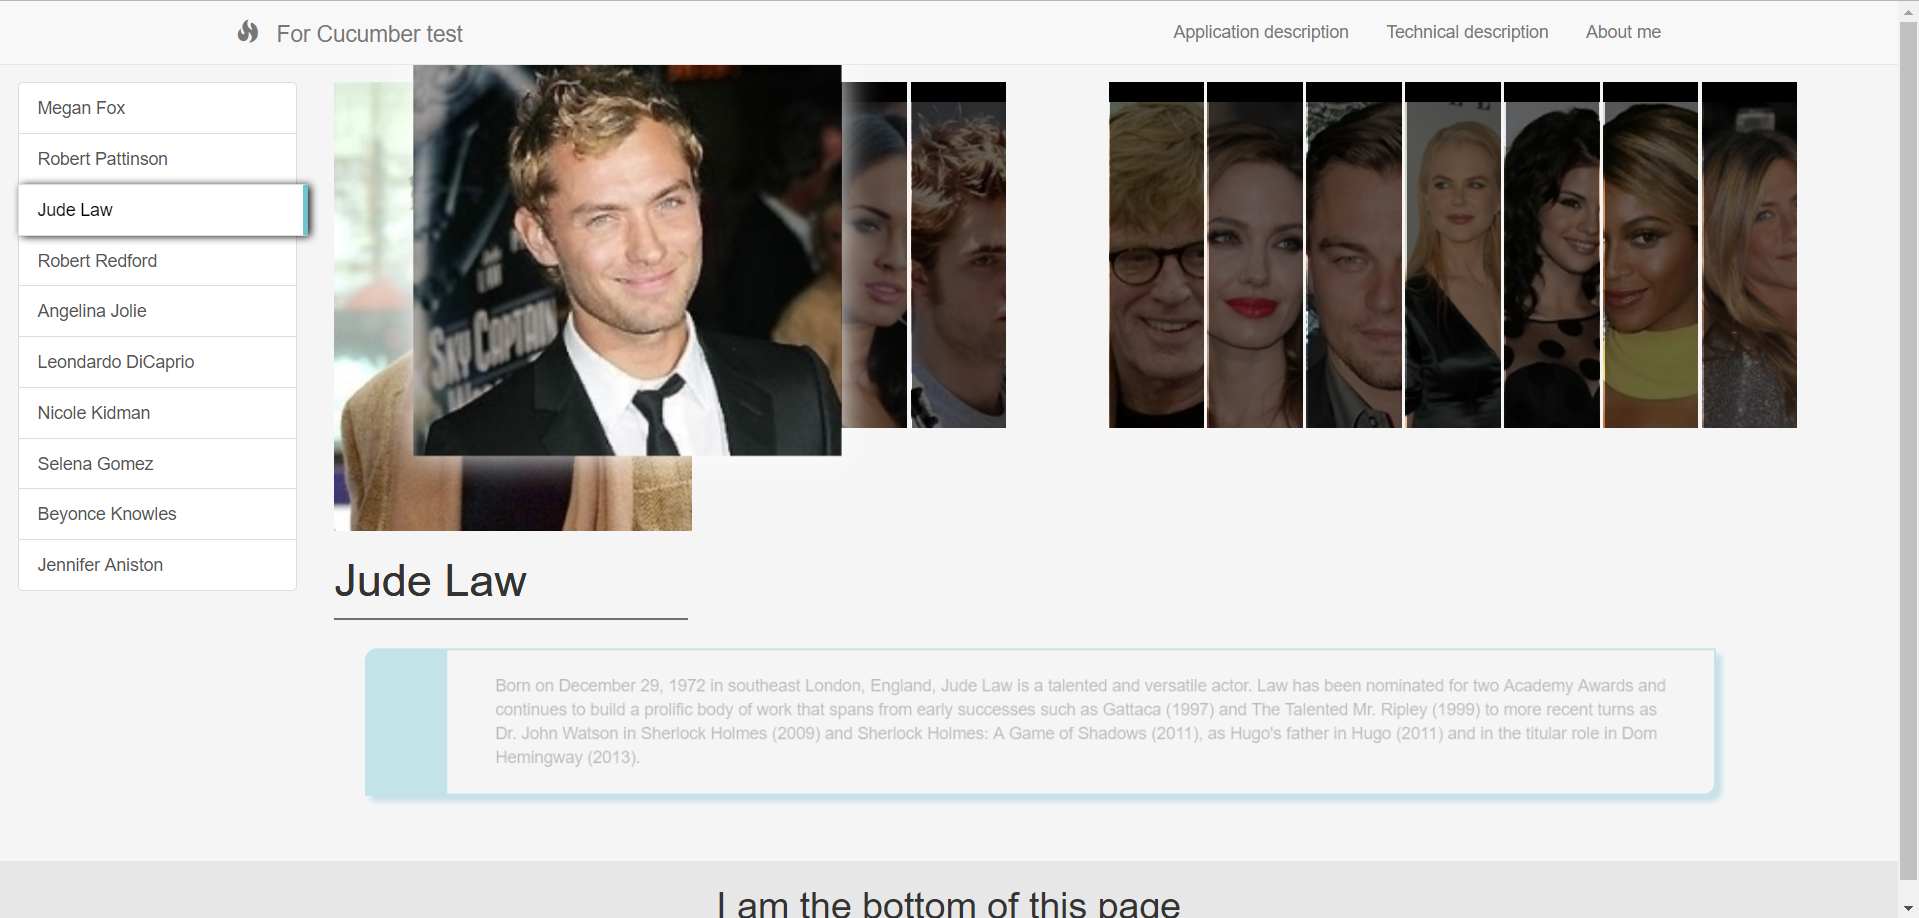 For Cucumber test
Application description
Technical description
About me
Megan Fox
Robert Pattinson
Jude Law
Robert Redford
Angelina Jolie
Leondardo DiCaprio
Nicole Kidman
Selena Gomez
Beyonce Knowles
Jennifer Aniston
SKY CAPTAIN
Jude Law
Born on December 29, 1972 in southeast London, England, Jude Law is a talented and versatile actor. Law has been nominated for two Academy Awards and
continues to build a prolific body of work that spans from early successes such as Gattaca (1997) and The Talented Mr. Ripley (1999) to more recent turns as
Dr. John Watson in Sherlock Holmes (2009) and Sherlock Holmes: A Game of Shadows (2011), as Hugo's father in Hugo (2011) and in the titular role in Dom
Hemingway (2013).
I am the bottom of this page